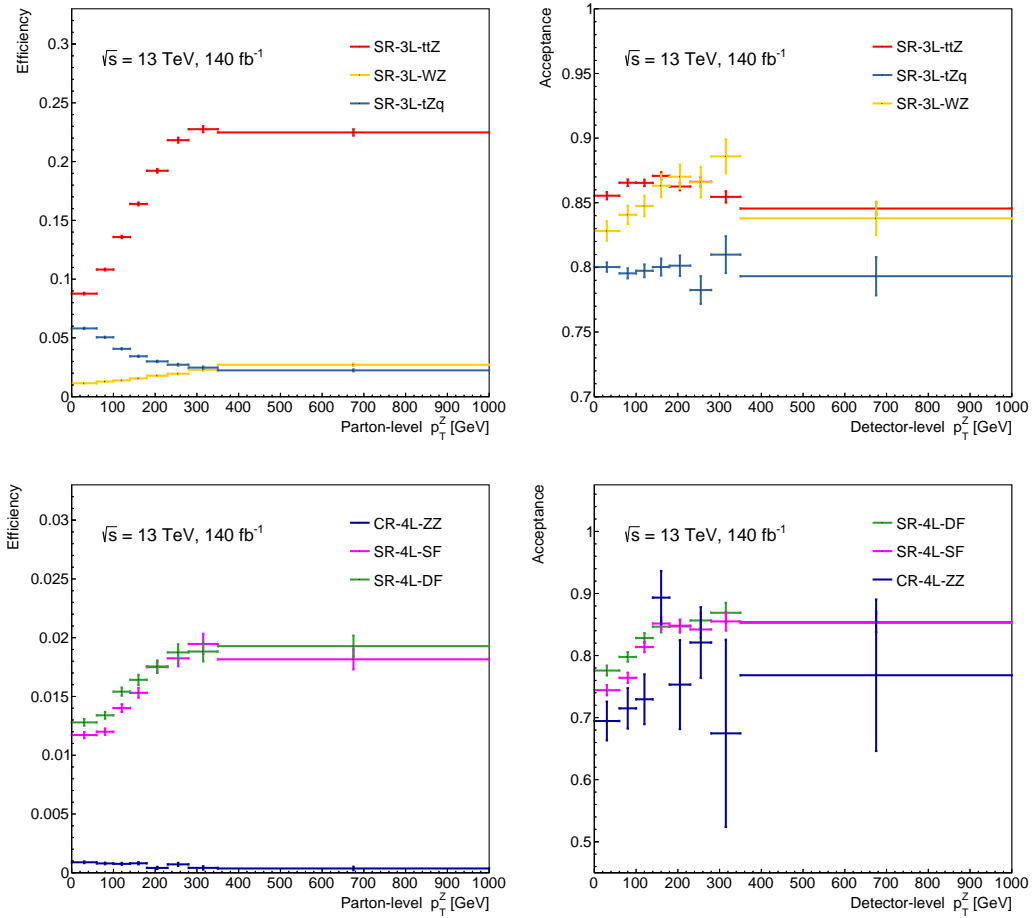 Efficiency
√s = 13 TeV, 140 fb⁻¹
SR-3L-ttZ
SR-3L-WZ
SR-3L-tZq
0.3
0.25
0.2
0.15
0.1
0.05
0
0 100 200 300 400 500 600 700 800 900 1000
Parton-level p_T^Z [GeV]
Acceptance
√s = 13 TeV, 140 fb⁻¹
SR-3L-ttZ
SR-3L-tZq
SR-3L-WZ
1
0.95
0.9
0.85
0.8
0.75
0.7
0 100 200 300 400 500 600 700 800 900 1000
Detector-level p_T^Z [GeV]
Efficiency
√s = 13 TeV, 140 fb⁻¹
CR-4L-ZZ
SR-4L-SF
SR-4L-DF
0.03
0.025
0.02
0.015
0.01
0.005
0
0 100 200 300 400 500 600 700 800 900 1000
Parton-level p_T^Z [GeV]
Acceptance
√s = 13 TeV, 140 fb⁻¹
SR-4L-DF
SR-4L-SF
CR-4L-ZZ
1
0.9
0.8
0.7
0.6
0.5
0 100 200 300 400 500 600 700 800 900 1000
Detector-level p_T^Z [GeV]